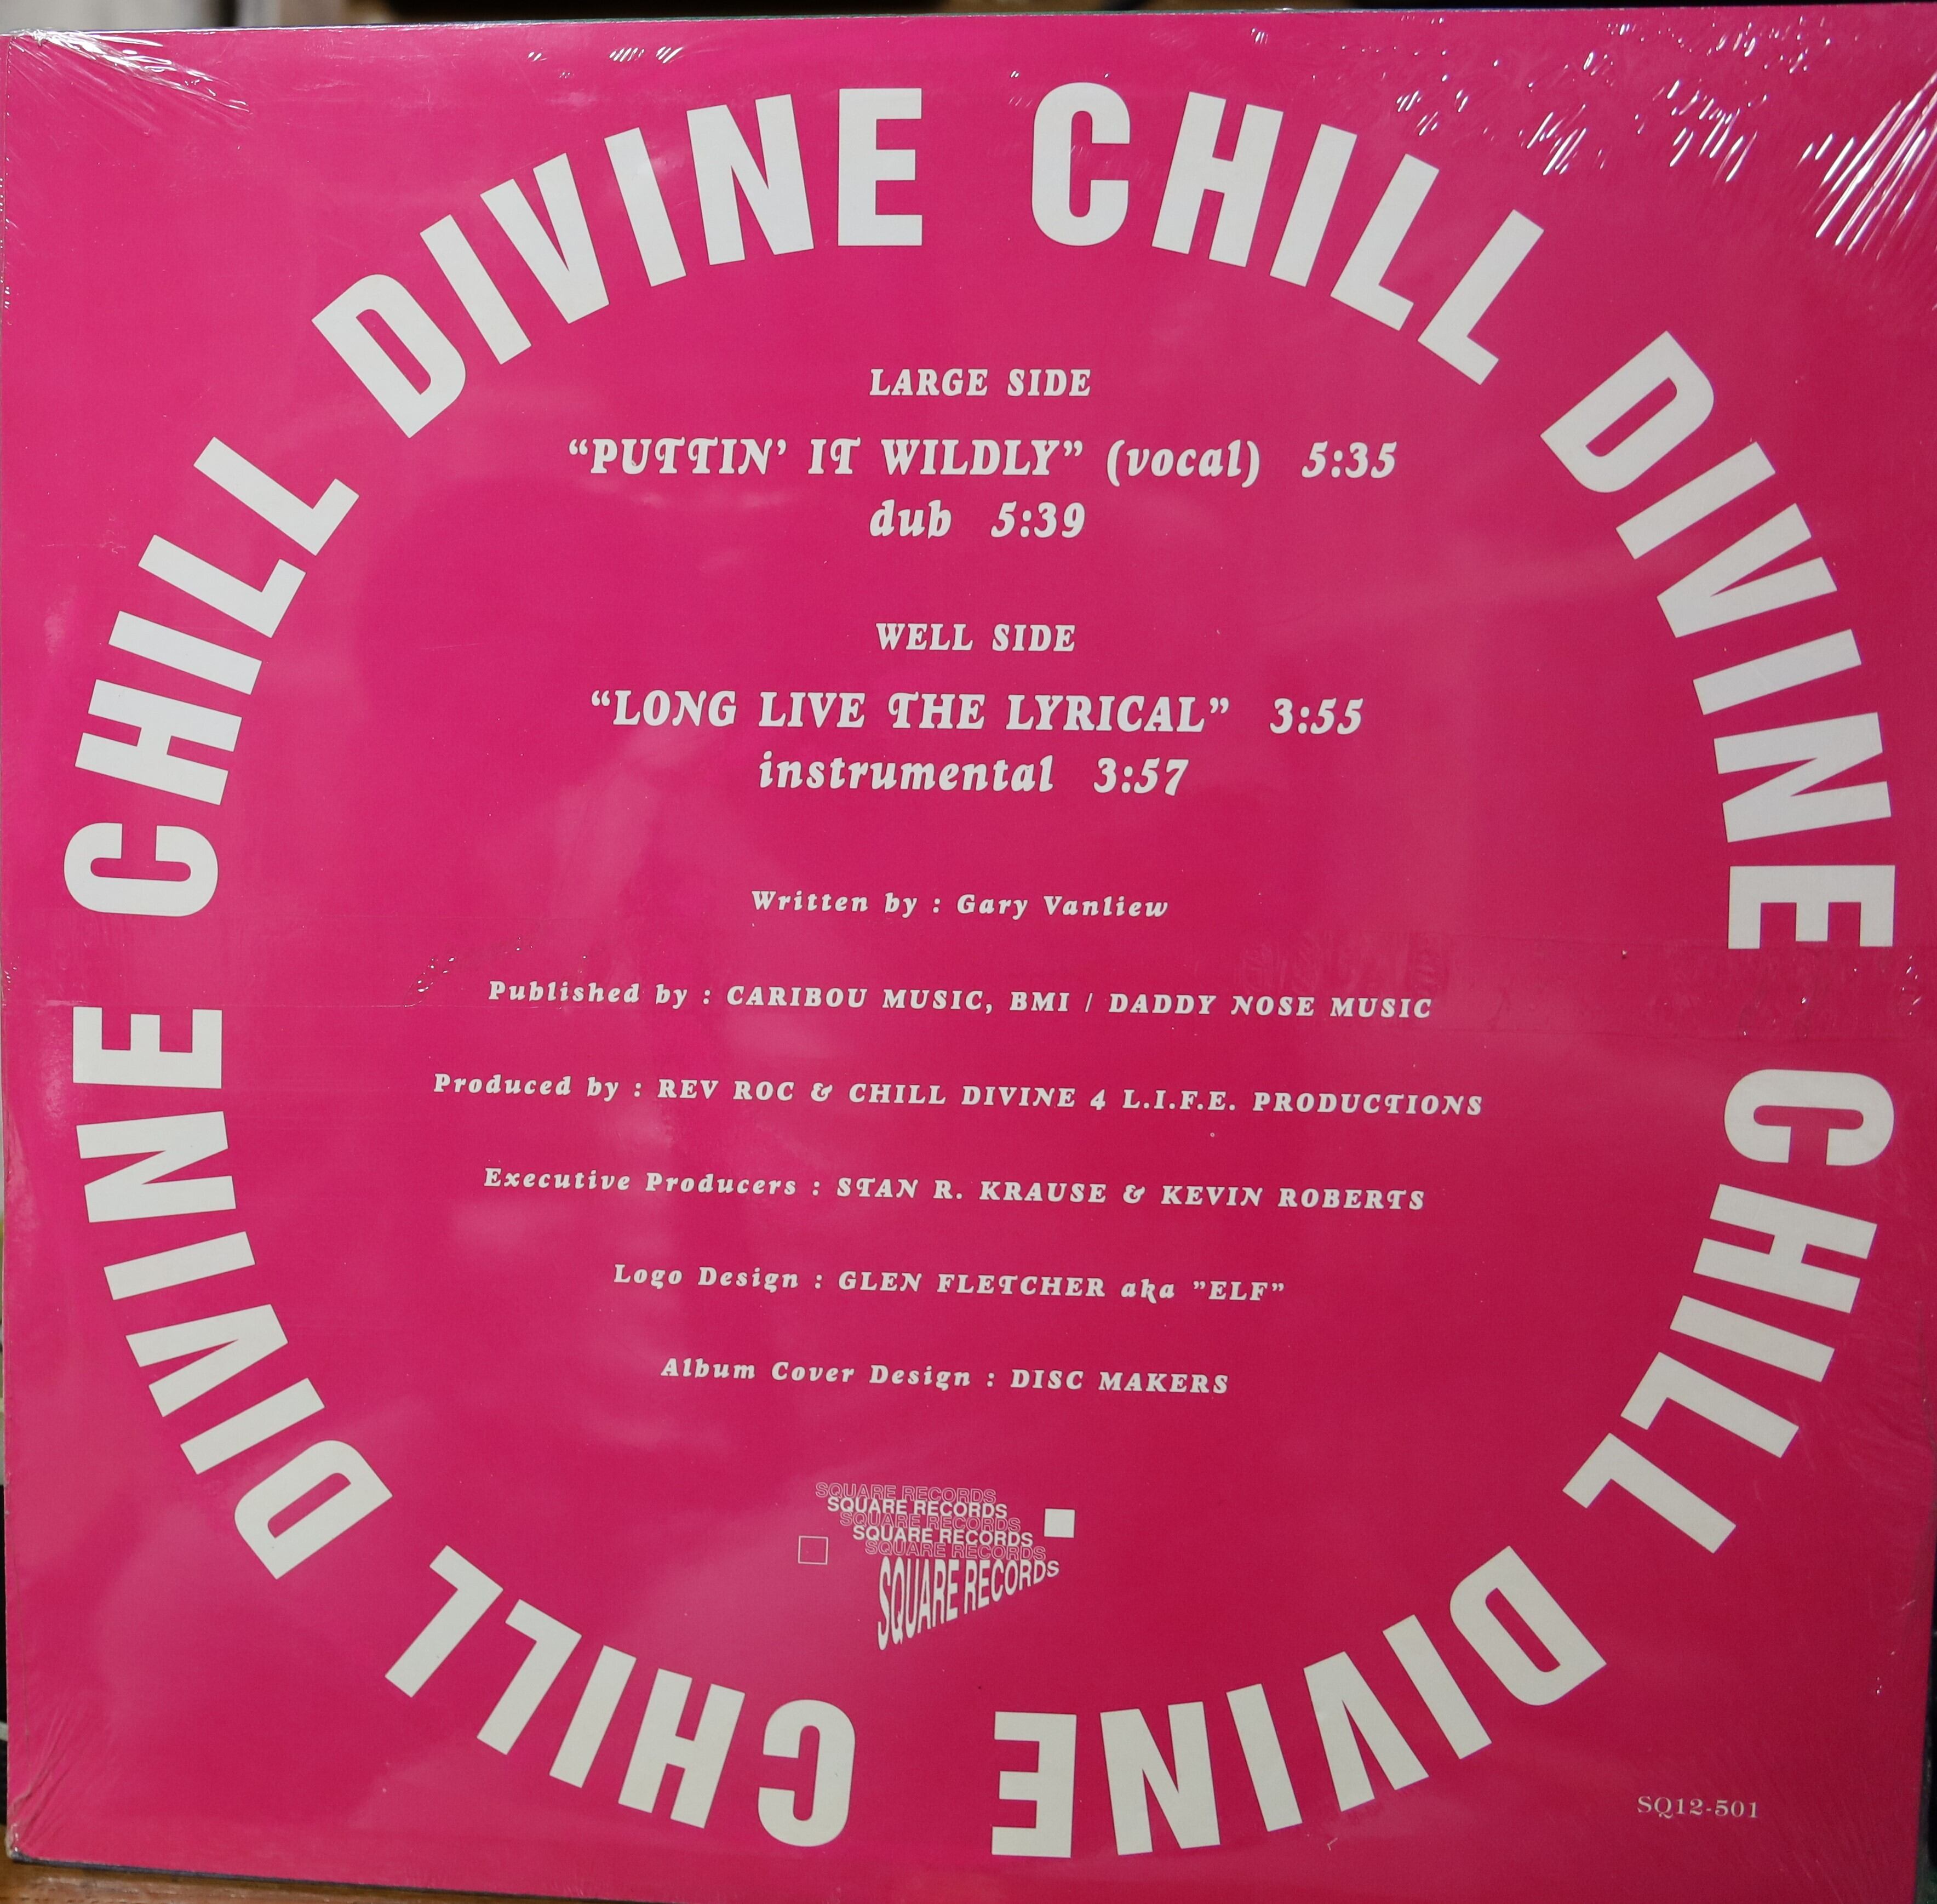 CHILL DIVINE CHILL DIVINE CHILL DIVINE CHILL DIVINE
LARGE SIDE
“PUTTIN’ IT WILDLY” (vocal) 5:35
dub 5:39
WELL SIDE
“LONG LIVE THE LYRICAL” 3:55
instrumental 3:57
Written by : Gary Vanliew
Published by : CARIBOU MUSIC, BMI / DADDY NOSE MUSIC
Produced by : REV ROC & CHILL DIVINE 4 L.I.F.E. PRODUCTIONS
Executive Producers : STAN R. KRAUSE & KEVIN ROBERTS
Logo Design : GLEN FLETCHER aka ”ELF”
Album Cover Design : DISC MAKERS
SQUARE RECORDS
SQUARE RECORDS
SQUARE RECORDS
SQUARE RECORDS
SQUARE RECORDS
SQUARE RECORDS
SQ12-501